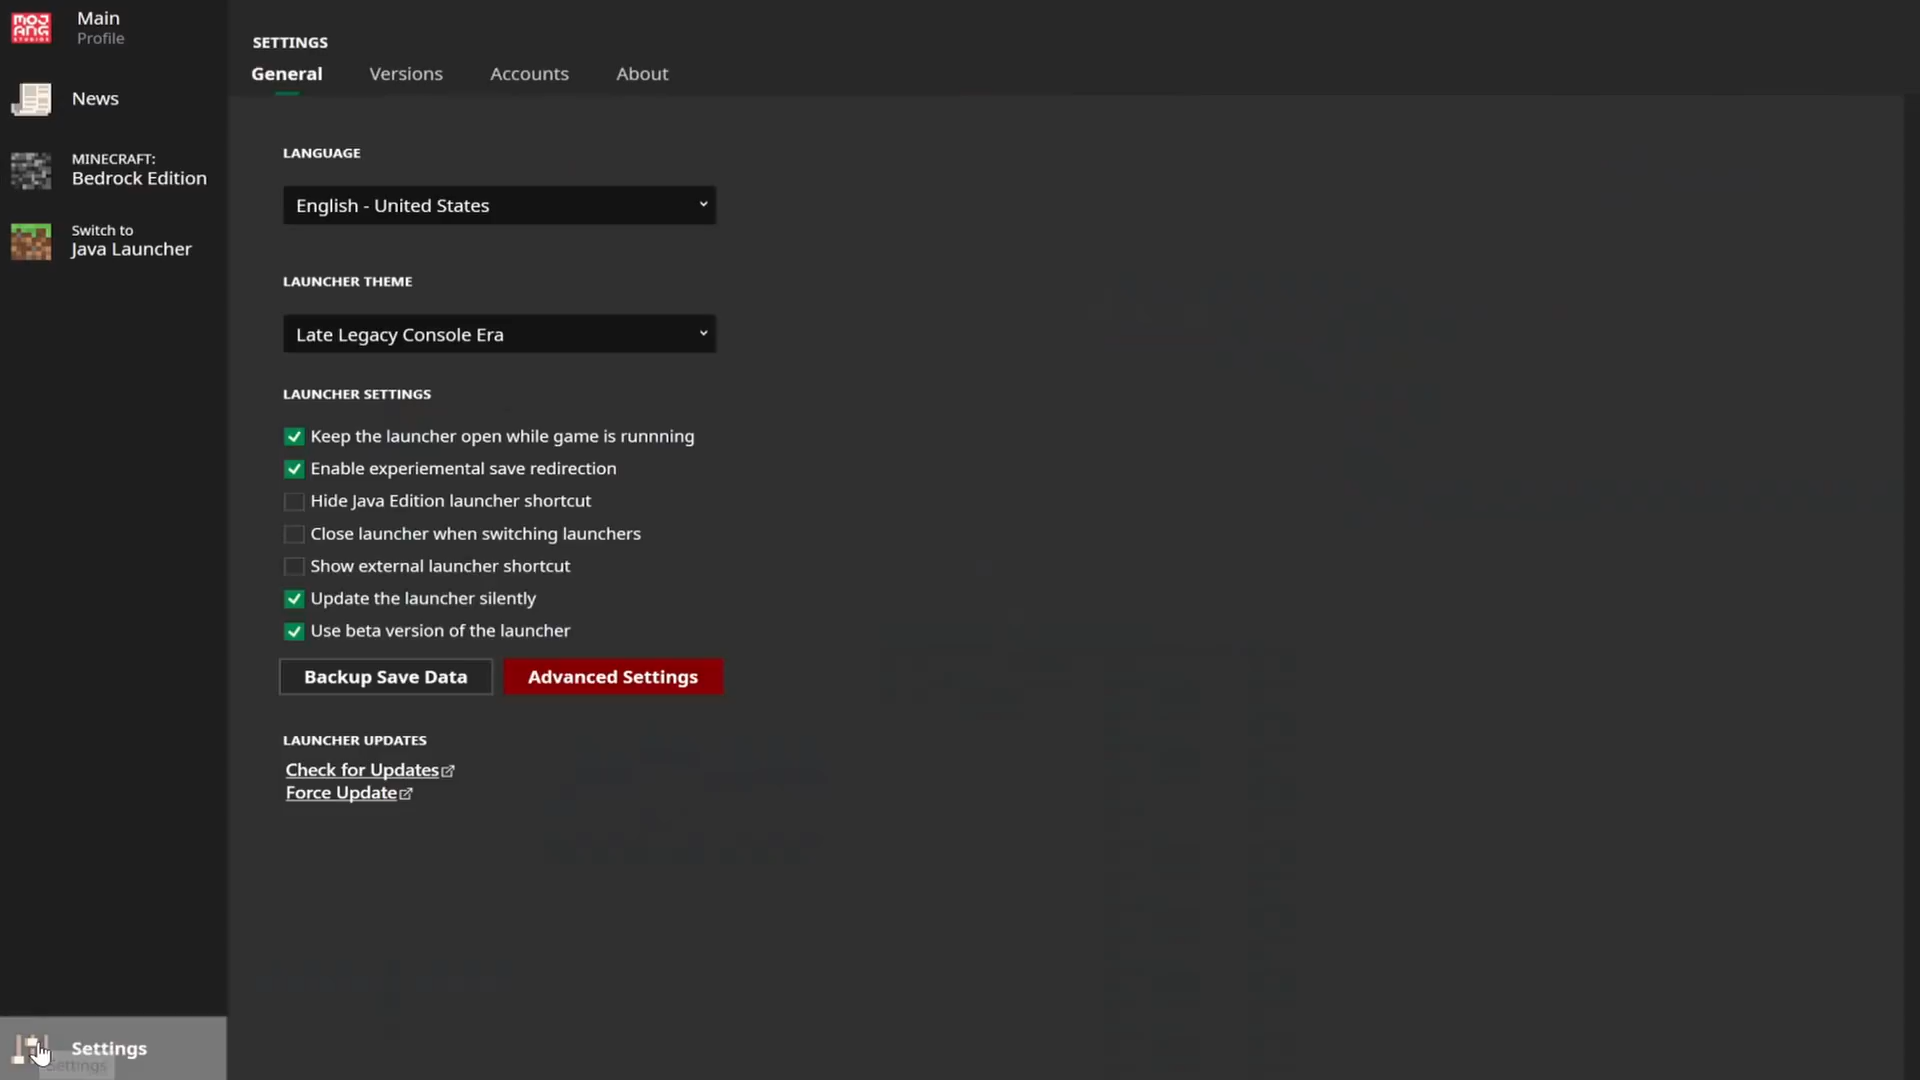 MOJ
ANG
STUDIOS
Main
Profile
News
MINECRAFT:
Bedrock Edition
Switch to
Java Launcher
SETTINGS
General Versions Accounts About
LANGUAGE
English - United States
LAUNCHER THEME
Late Legacy Console Era
LAUNCHER SETTINGS
Keep the launcher open while game is runnning
Enable experiemental save redirection
Hide Java Edition launcher shortcut
Close launcher when switching launchers
Show external launcher shortcut
Update the launcher silently
Use beta version of the launcher
Backup Save Data Advanced Settings
LAUNCHER UPDATES
Check for Updates
Force Update
Settings
Settings